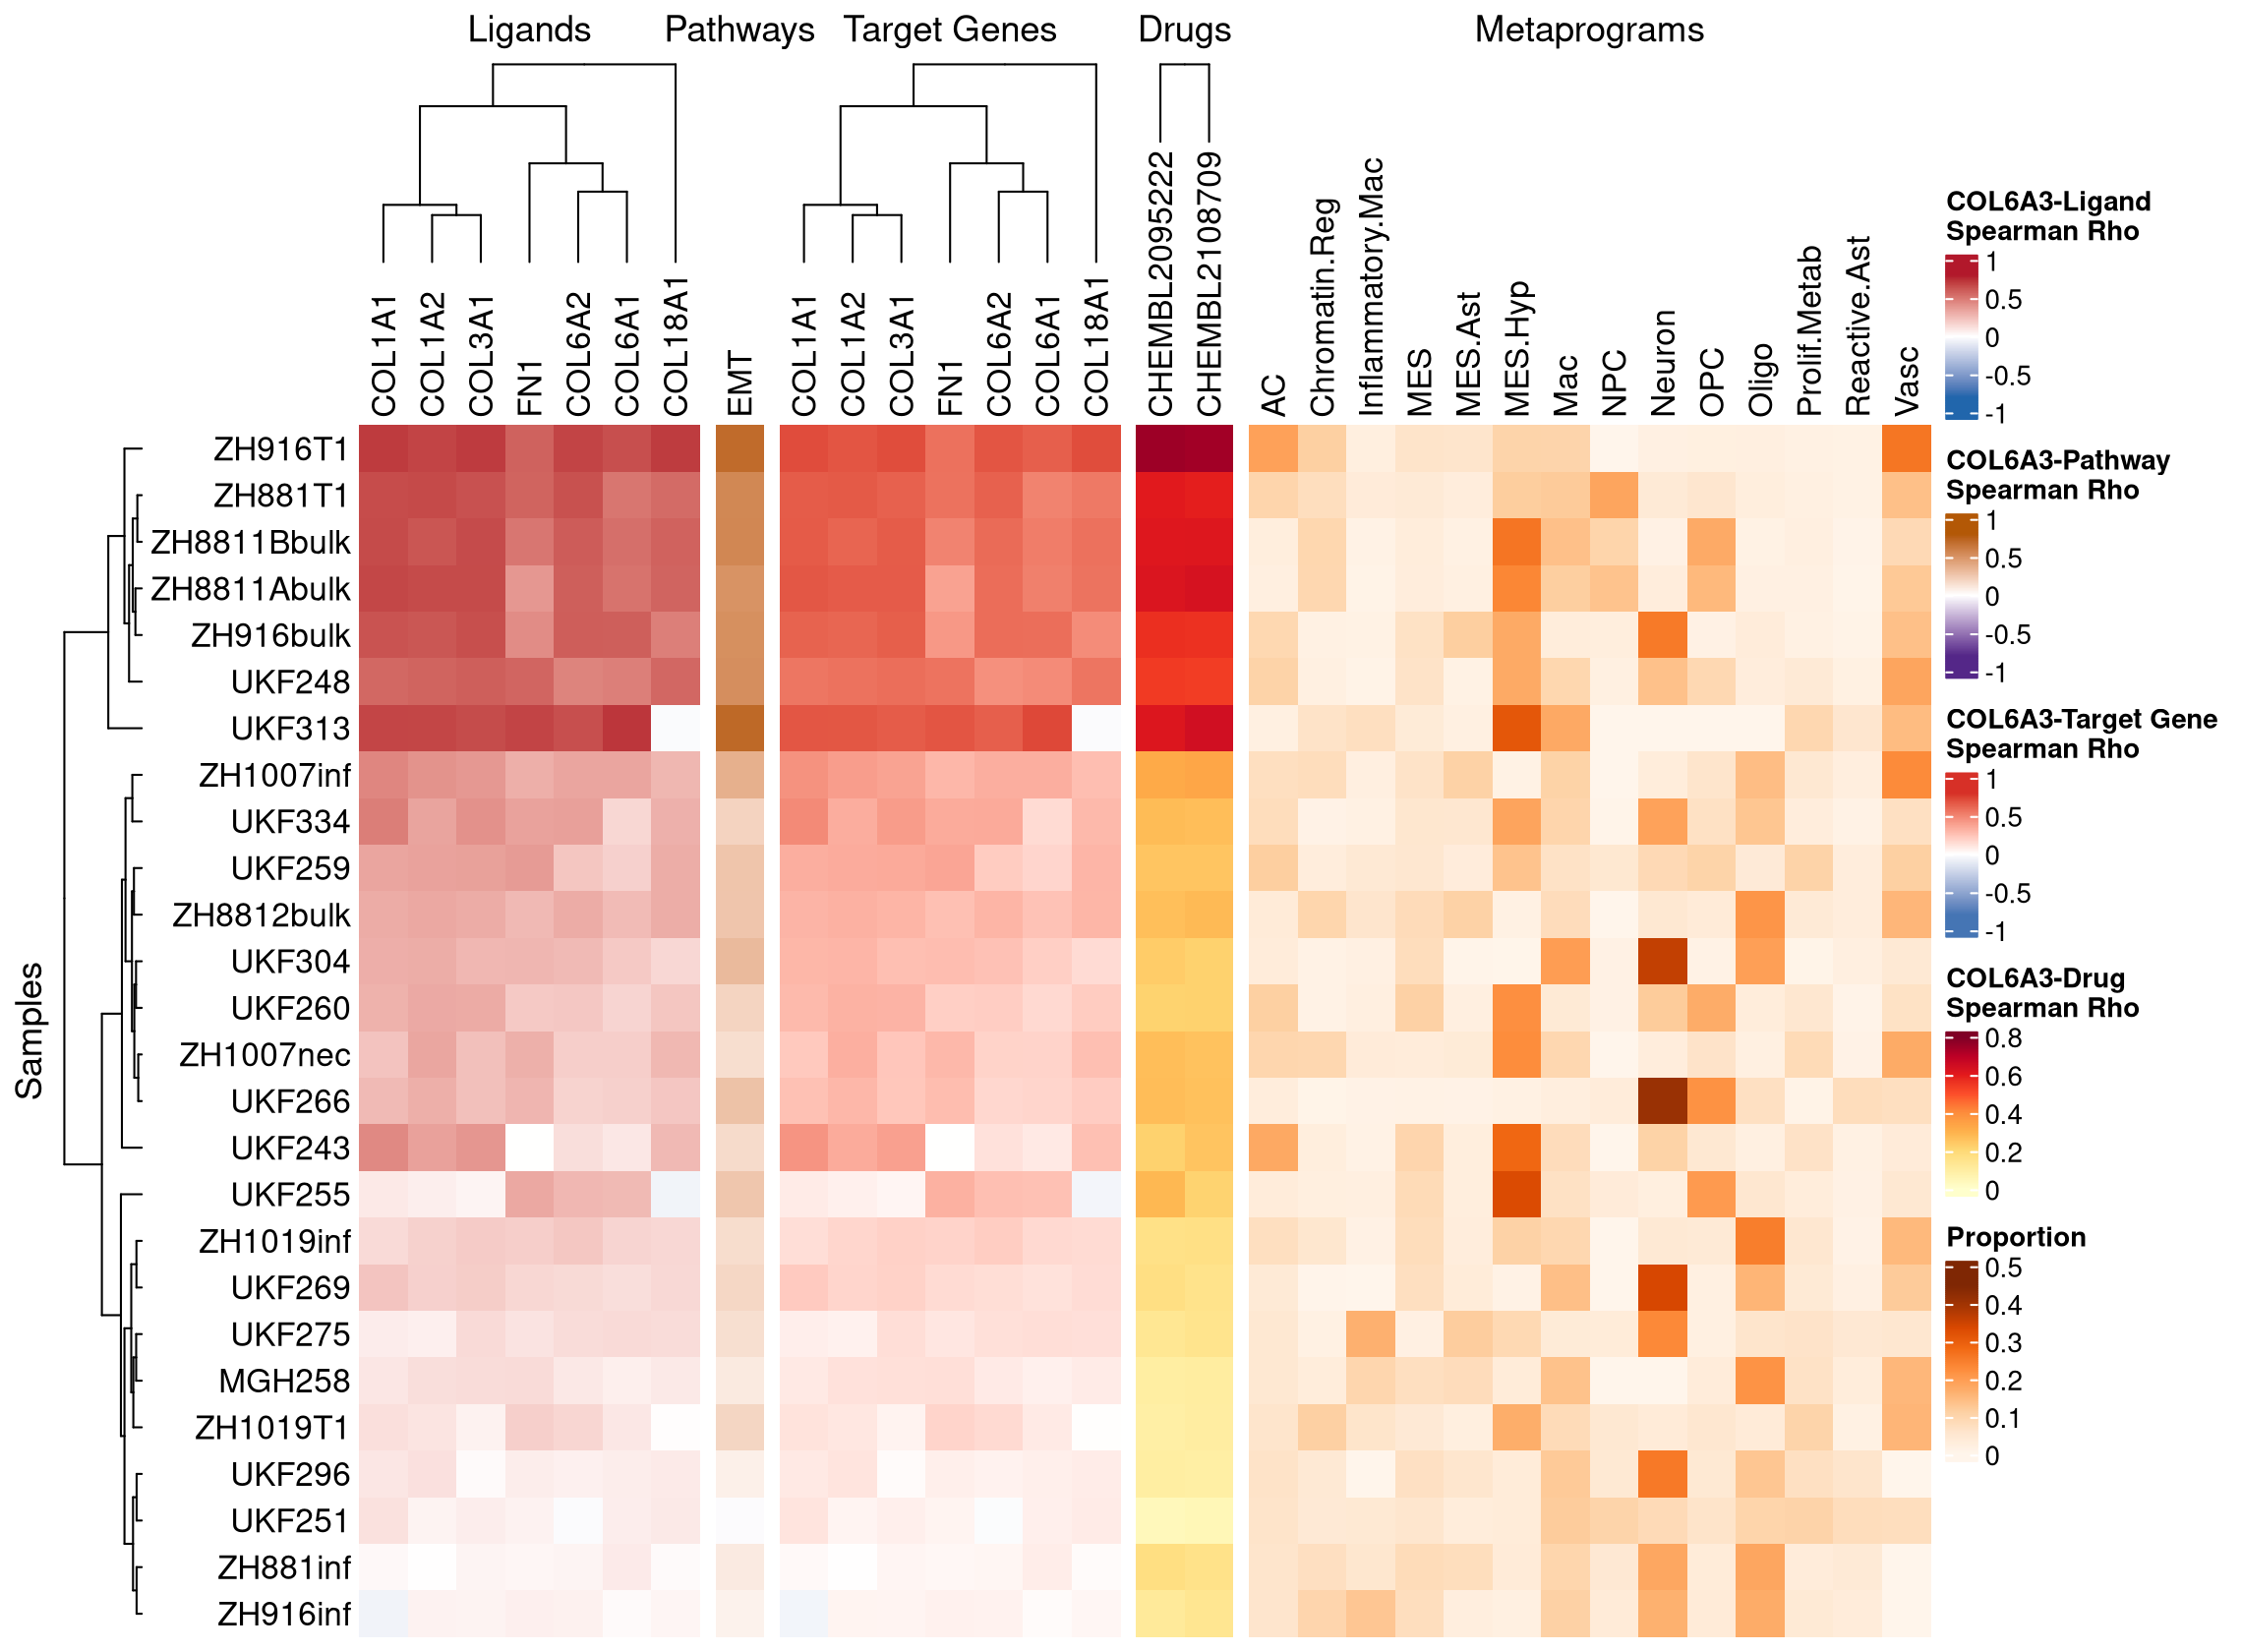 Ligands Pathways Target Genes Drugs Metaprograms
COL1A1 COL1A2 COL3A1 FN1 COL6A2 COL6A1 COL18A1 EMT COL1A1 COL1A2 COL3A1 FN1 COL6A2 COL6A1 COL18A1 CHEMBL2095222 CHEMBL2108709 AC Chromatin.Reg Inflammatory.Mac MES MES.Ast MES.Hyp Mac NPC Neuron OPC Oligo Prolif.Metab Reactive.Ast Vasc
Samples
ZH916T1
ZH881T1
ZH8811Bbulk
ZH8811Abulk
ZH916bulk
UKF248
UKF313
ZH1007inf
UKF334
UKF259
ZH8812bulk
UKF304
UKF260
ZH1007nec
UKF266
UKF243
UKF255
ZH1019inf
UKF269
UKF275
MGH258
ZH1019T1
UKF296
UKF251
ZH881inf
ZH916inf
COL6A3-Ligand
Spearman Rho
1
0.5
0
-0.5
-1
COL6A3-Pathway
Spearman Rho
1
0.5
0
-0.5
-1
COL6A3-Target Gene
Spearman Rho
1
0.5
0
-0.5
-1
COL6A3-Drug
Spearman Rho
0.8
0.6
0.4
0.2
0
Proportion
0.5
0.4
0.3
0.2
0.1
0